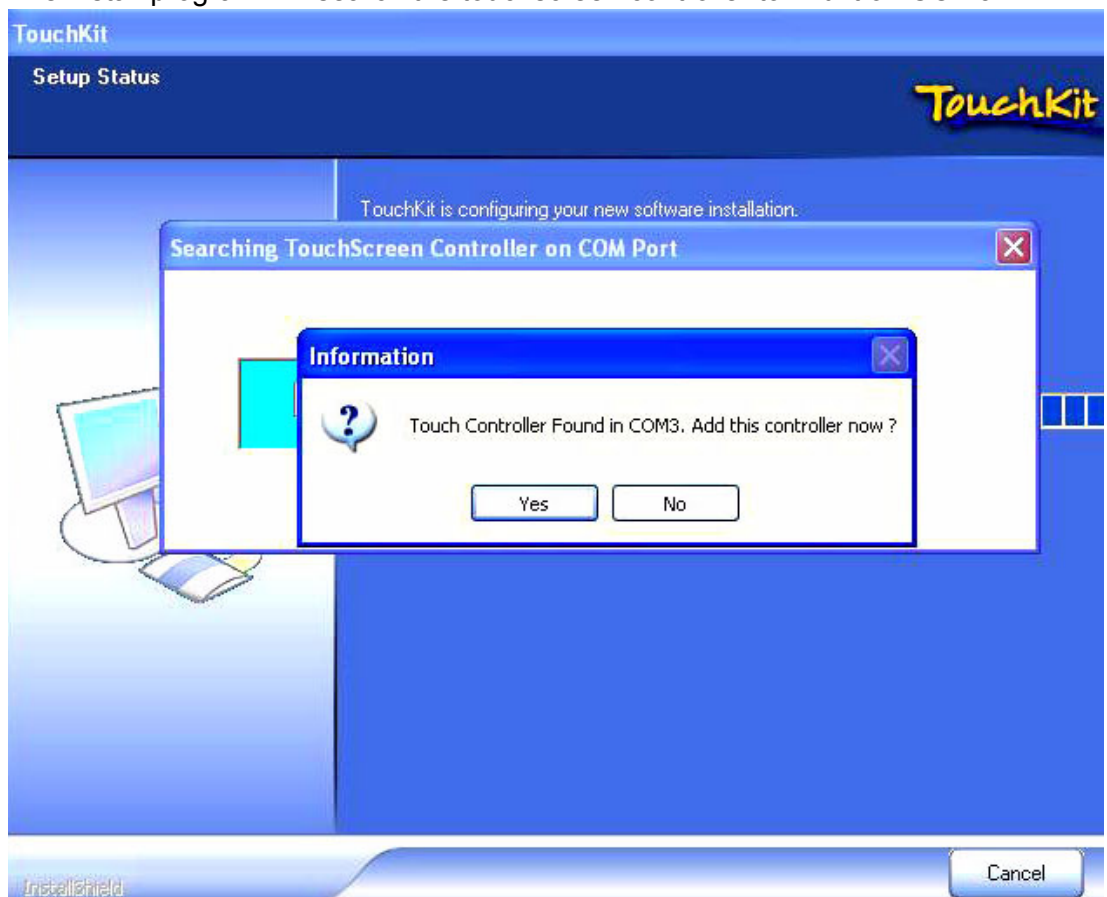 TouchKit
Setup Status
TouchKit
TouchKit is configuring your new software installation.
Searching TouchScreen Controller on COM Port
Information
Touch Controller Found in COM3. Add this controller now ?
Yes
No
Cancel
InstallShield